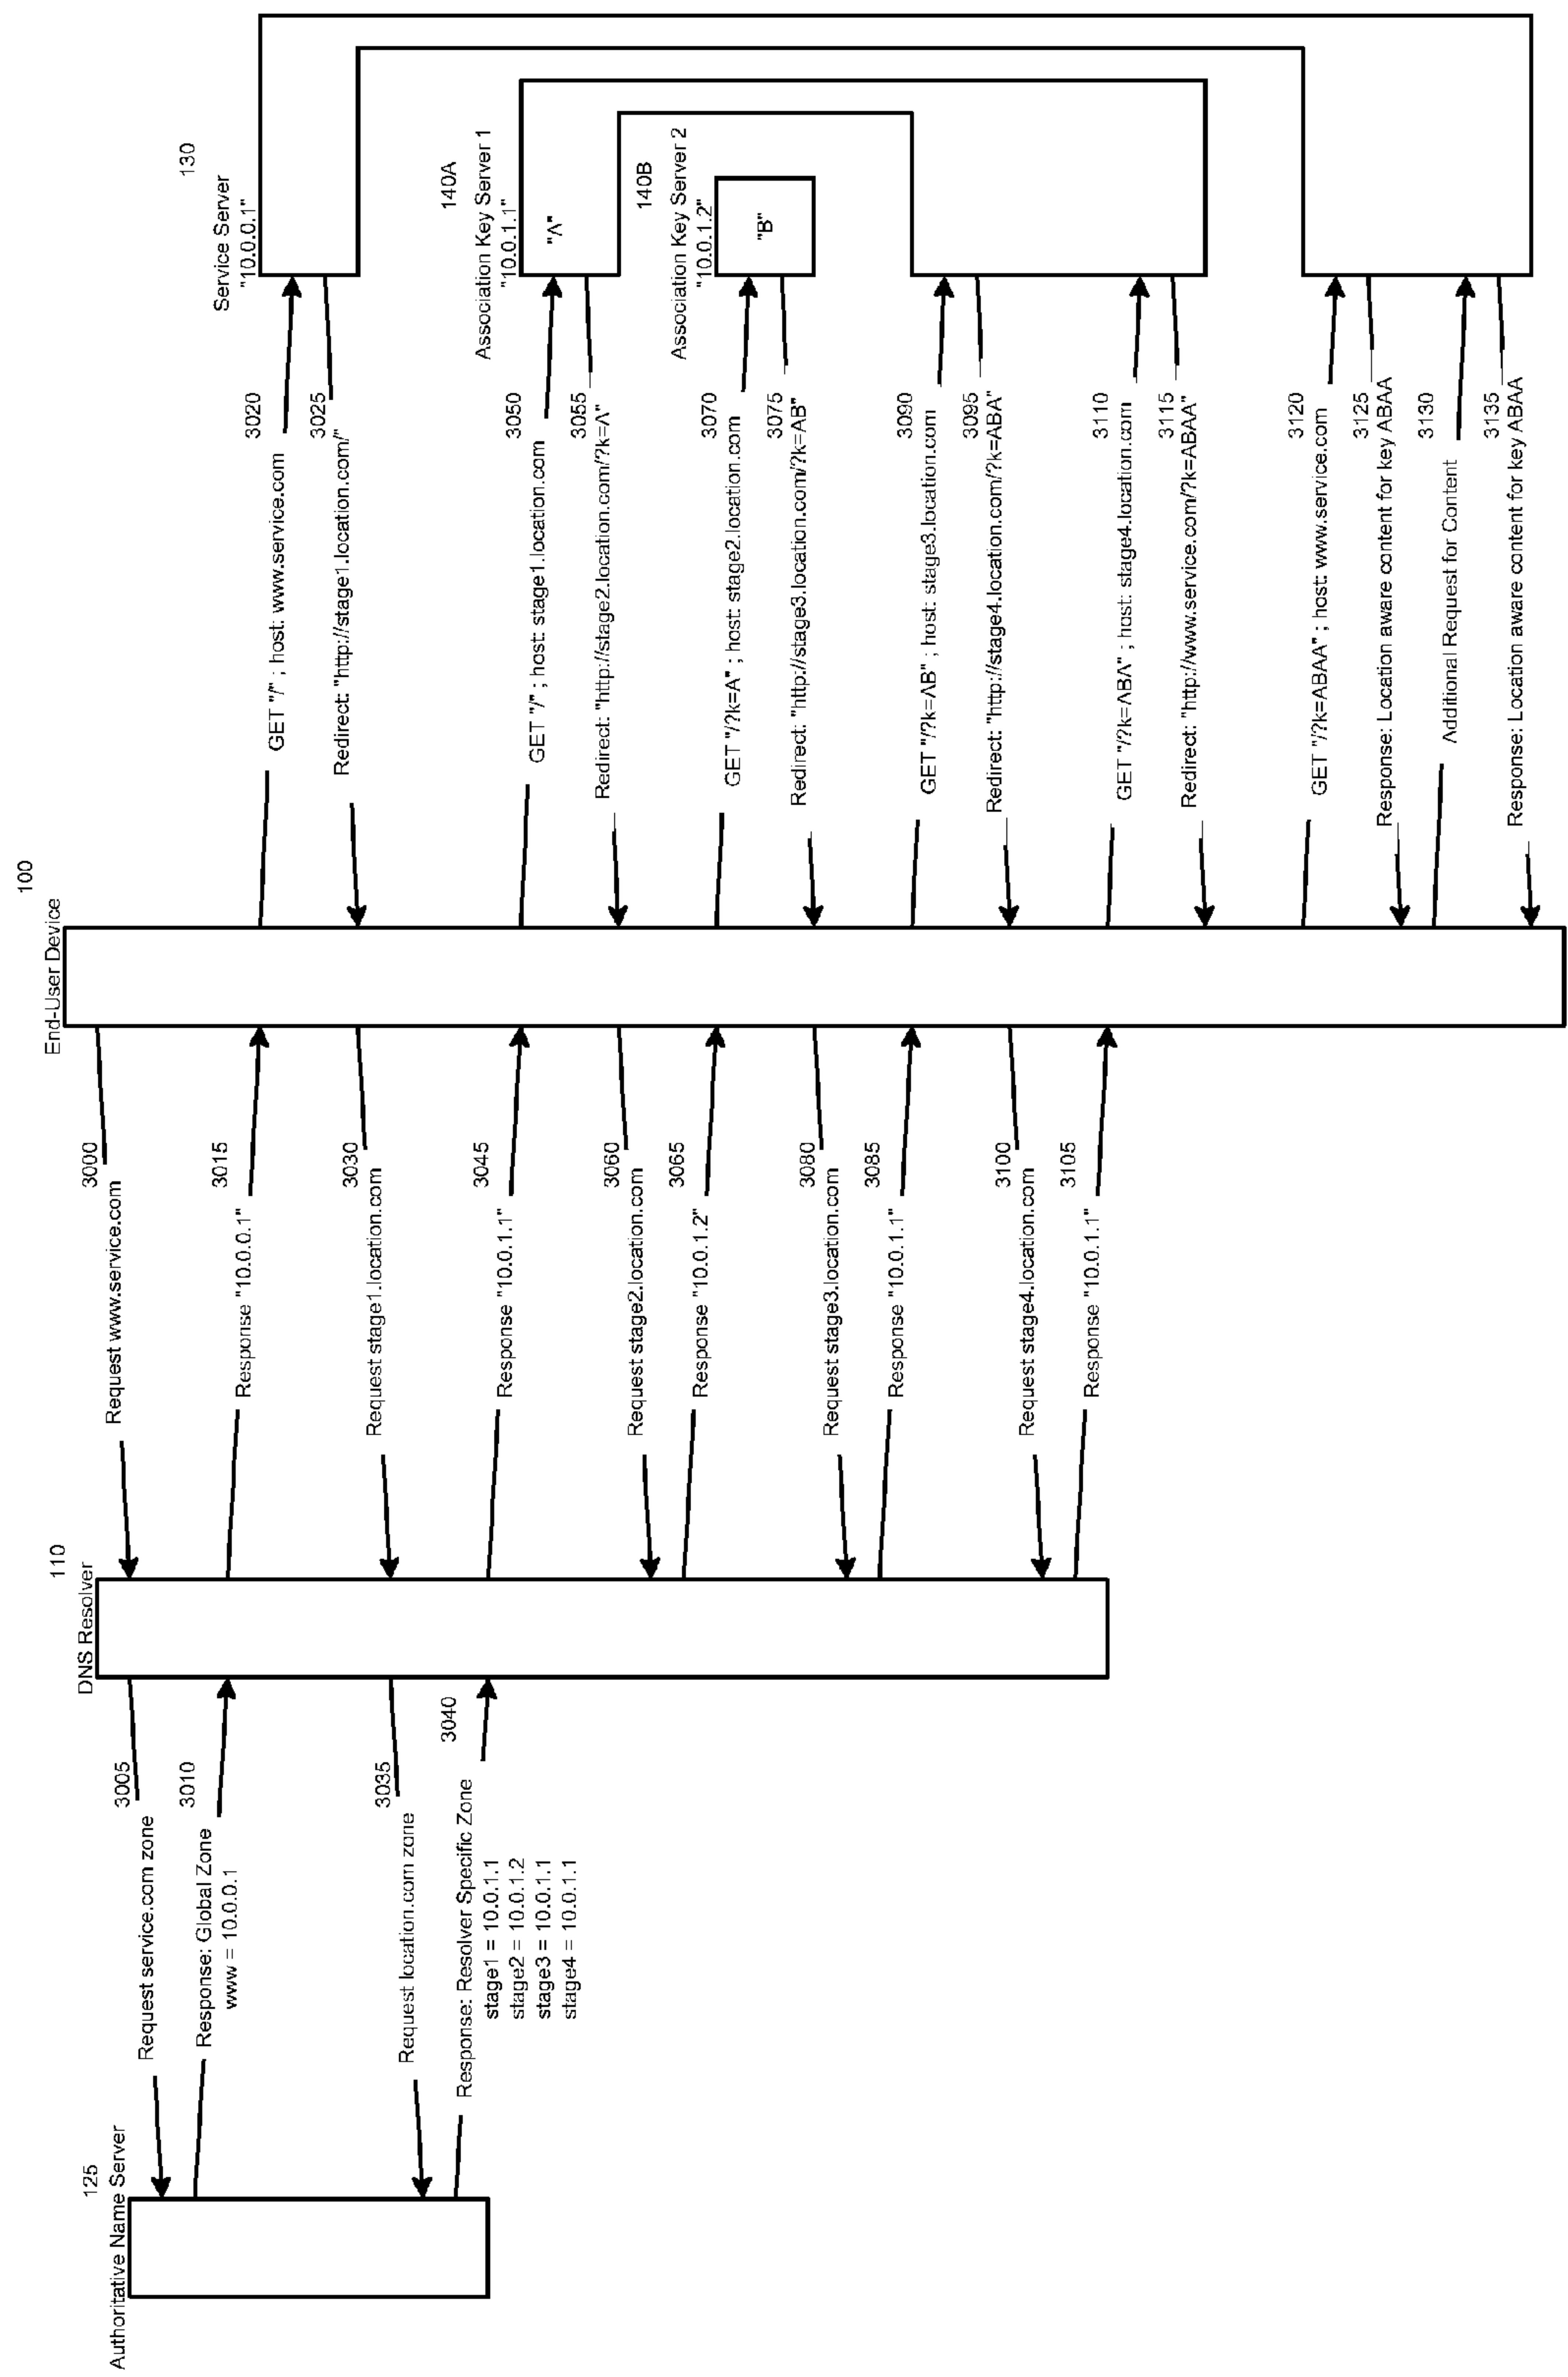 125
Authoritative Name Server
110
DNS Resolver
100
End-User Device
130
Service Server
"10.0.0.1"
140A
Association Key Server 1
"10.0.1.1"
"A"
140B
Association Key Server 2
"10.0.1.2"
"B"
3000
Request www.service.com
3005
Request service.com zone
3010
Response: Global Zone
www = 10.0.0.1
3015
Response "10.0.0.1"
3020
GET "/" ; host: www.service.com
3025
Redirect: "http://stage1.location.com/"
3030
Request stage1.location.com
3035
Request location.com zone
3040
Response: Resolver Specific Zone
stage1 = 10.0.1.1
stage2 = 10.0.1.2
stage3 = 10.0.1.1
stage4 = 10.0.1.1
3045
Response "10.0.1.1"
3050
GET "/" ; host: stage1.location.com
3055
Redirect: "http://stage2.location.com/?k=A"
3060
Request stage2.location.com
3065
Response "10.0.1.2"
3070
GET "/?k=A" ; host: stage2.location.com
3075
Redirect: "http://stage3.location.com/?k=AB"
3080
Request stage3.location.com
3085
Response "10.0.1.1"
3090
GET "/?k=AB" ; host: stage3.location.com
3095
Redirect: "http://stage4.location.com/?k=ABA"
3100
Request stage4.location.com
3105
Response "10.0.1.1"
3110
GET "/?k=ABA" ; host: stage4.location.com
3115
Redirect: "http://www.service.com/?k=ABAA"
3120
GET "/?k=ABAA" ; host: www.service.com
3125
Response: Location aware content for key ABAA
3130
Additional Request for Content
3135
Response: Location aware content for key ABAA